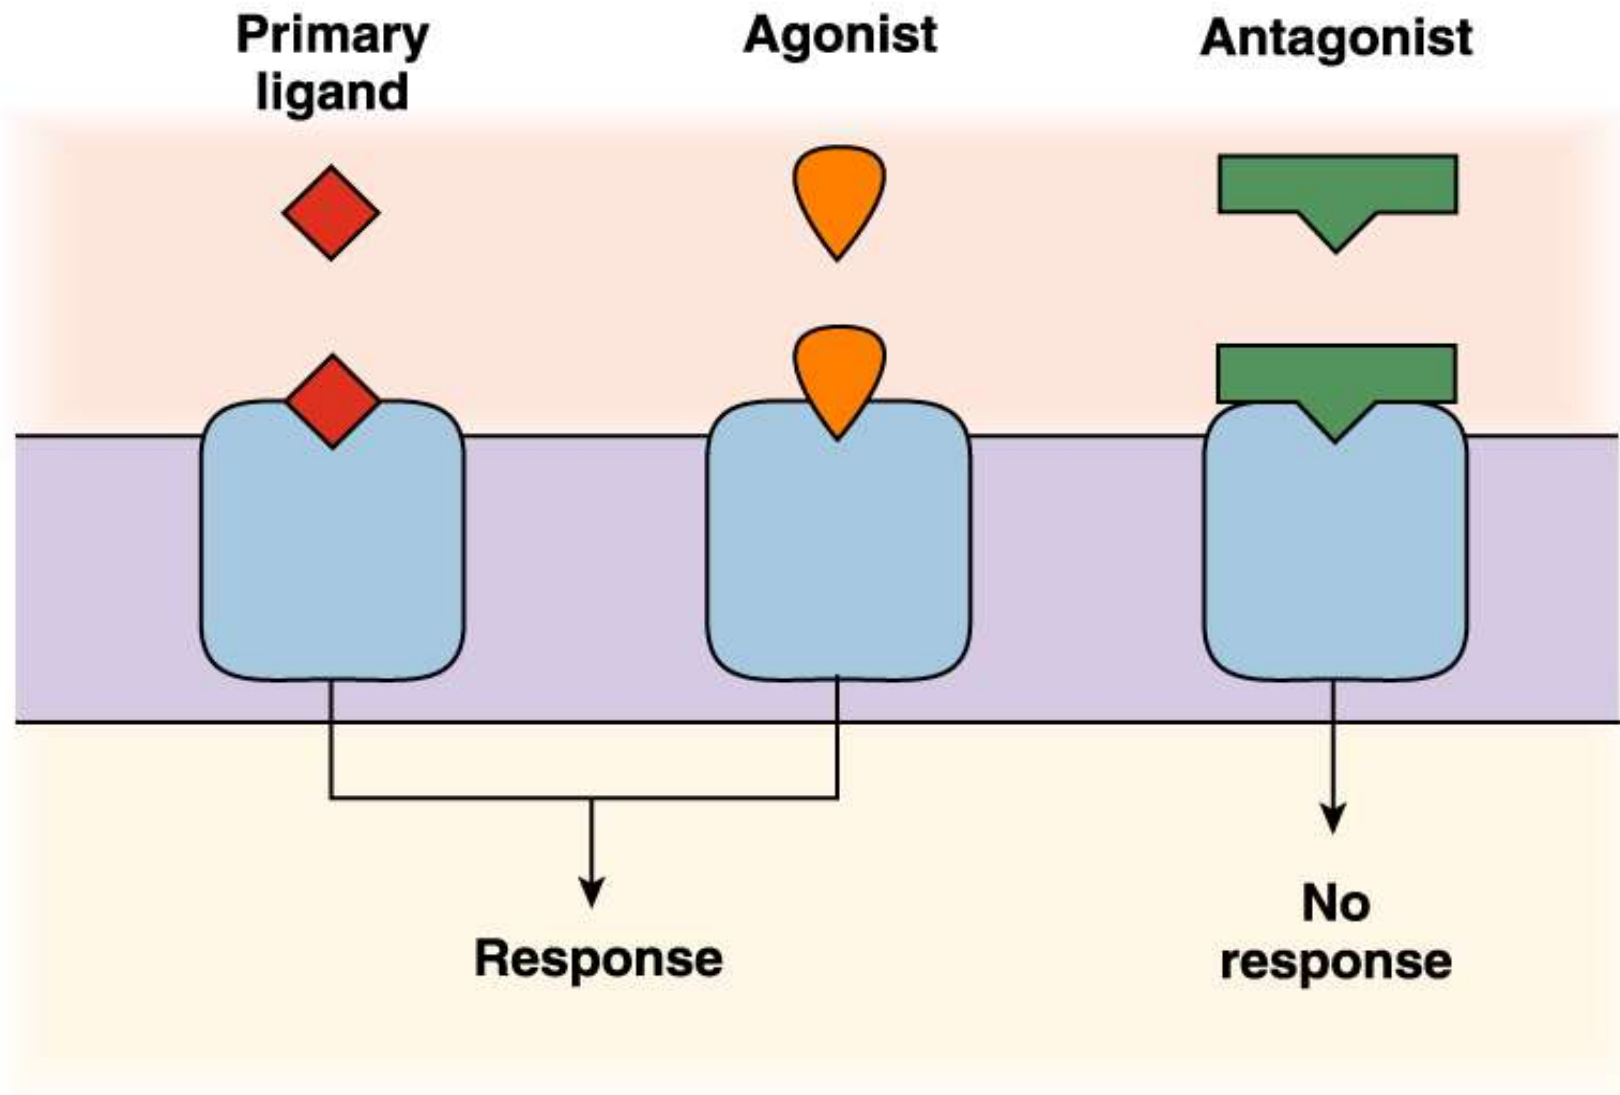 Primary
ligand
Agonist
Antagonist
Response
No
response